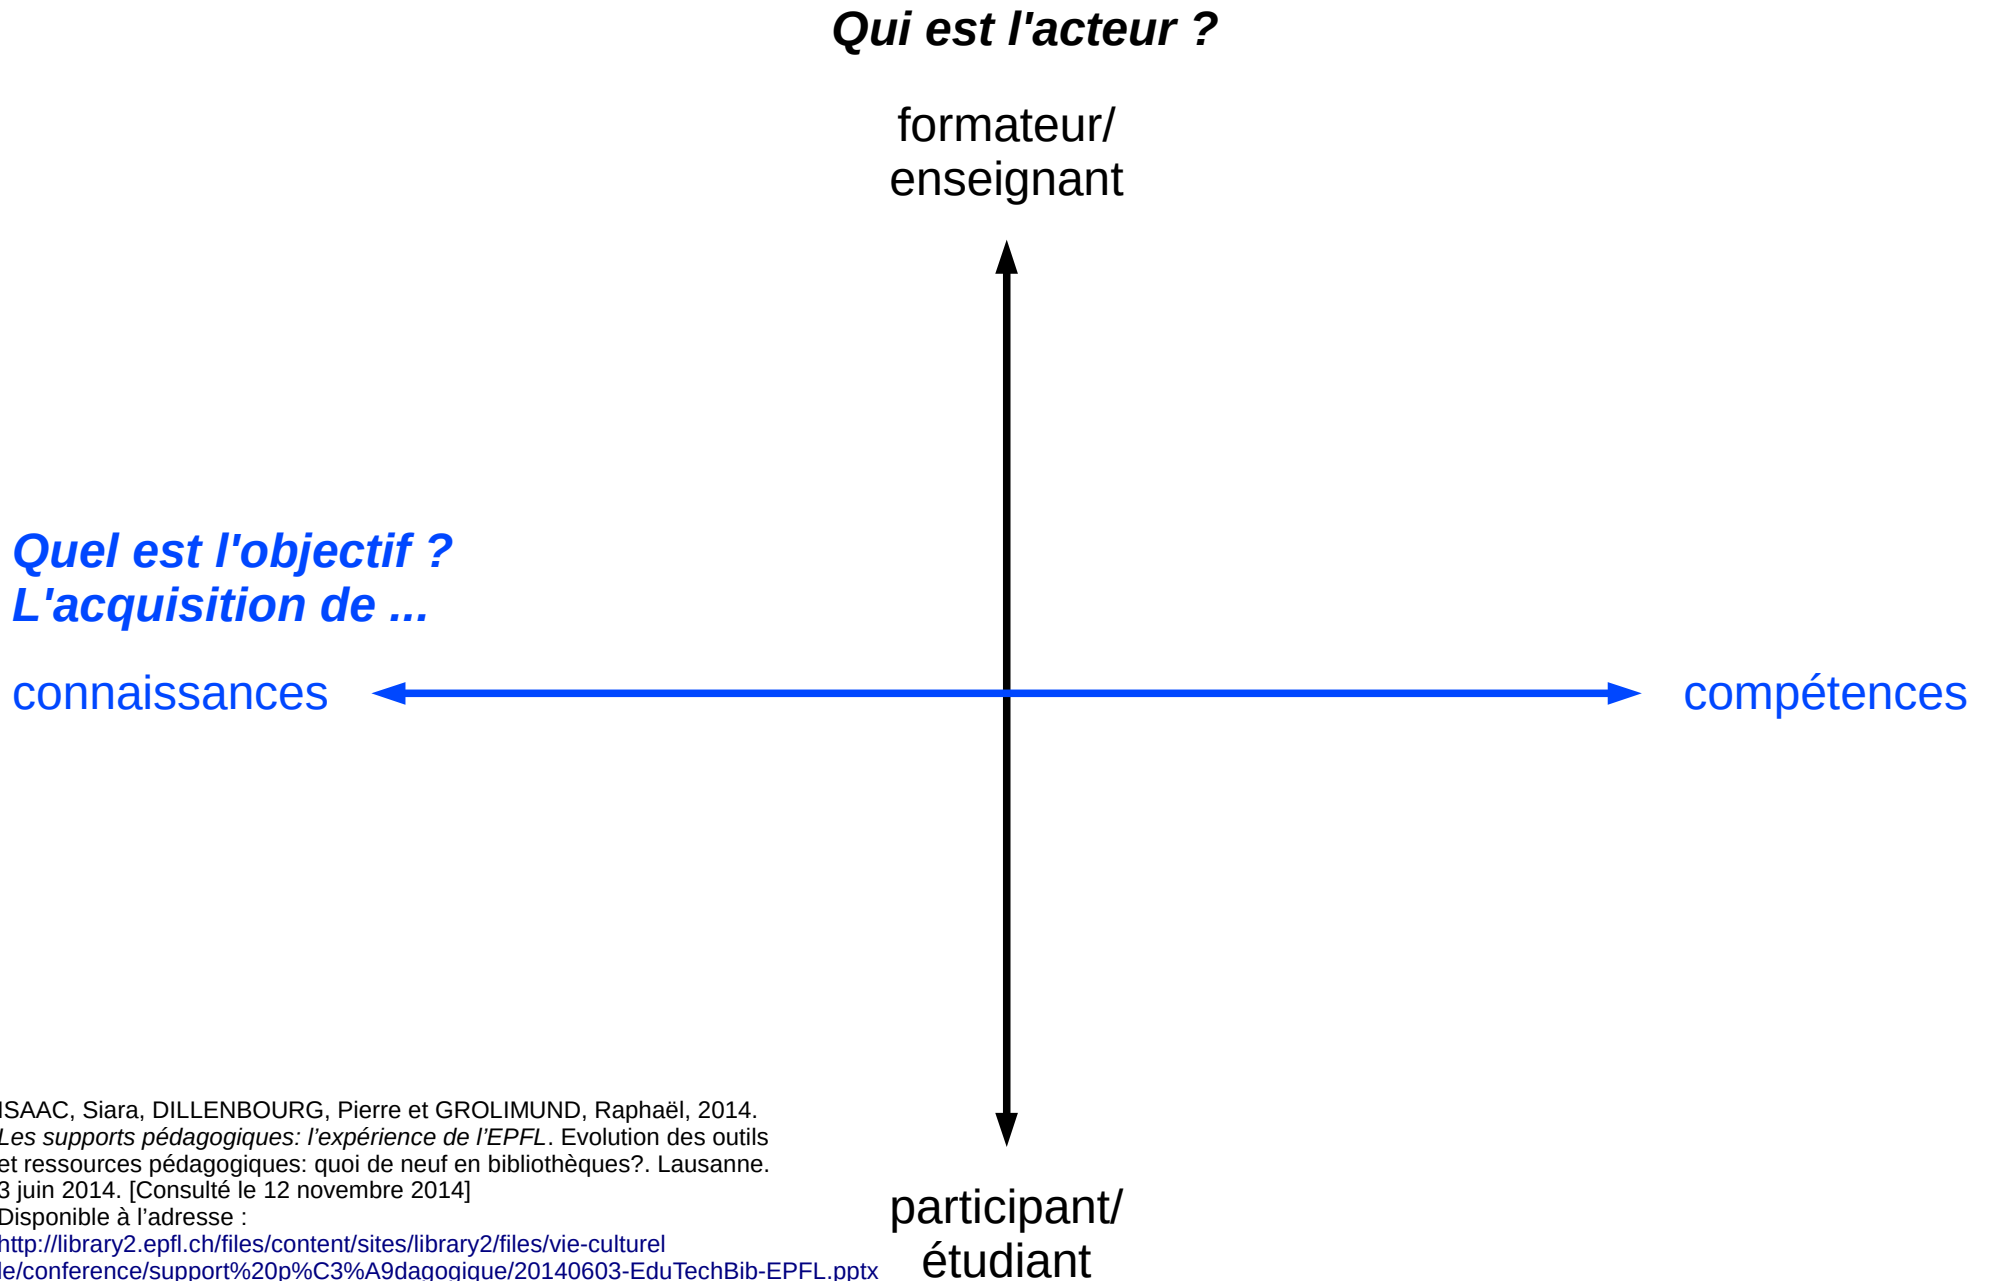 Qui est l'acteur ?
formateur/
enseignant
Quel est l'objectif ?
L'acquisition de ...
connaissances
compétences
ISAAC, Siara, DILLENBOURG, Pierre et GROLIMUND, Raphaël, 2014.
Les supports pédagogiques: l’expérience de l’EPFL. Evolution des outils
et ressources pédagogiques: quoi de neuf en bibliothèques?. Lausanne.
3 juin 2014. [Consulté le 12 novembre 2014]
Disponible à l’adresse :
http://library2.epfl.ch/files/content/sites/library2/files/vie-culturel
le/conference/support%20p%C3%A9dagogique/20140603-EduTechBib-EPFL.pptx
participant/
étudiant